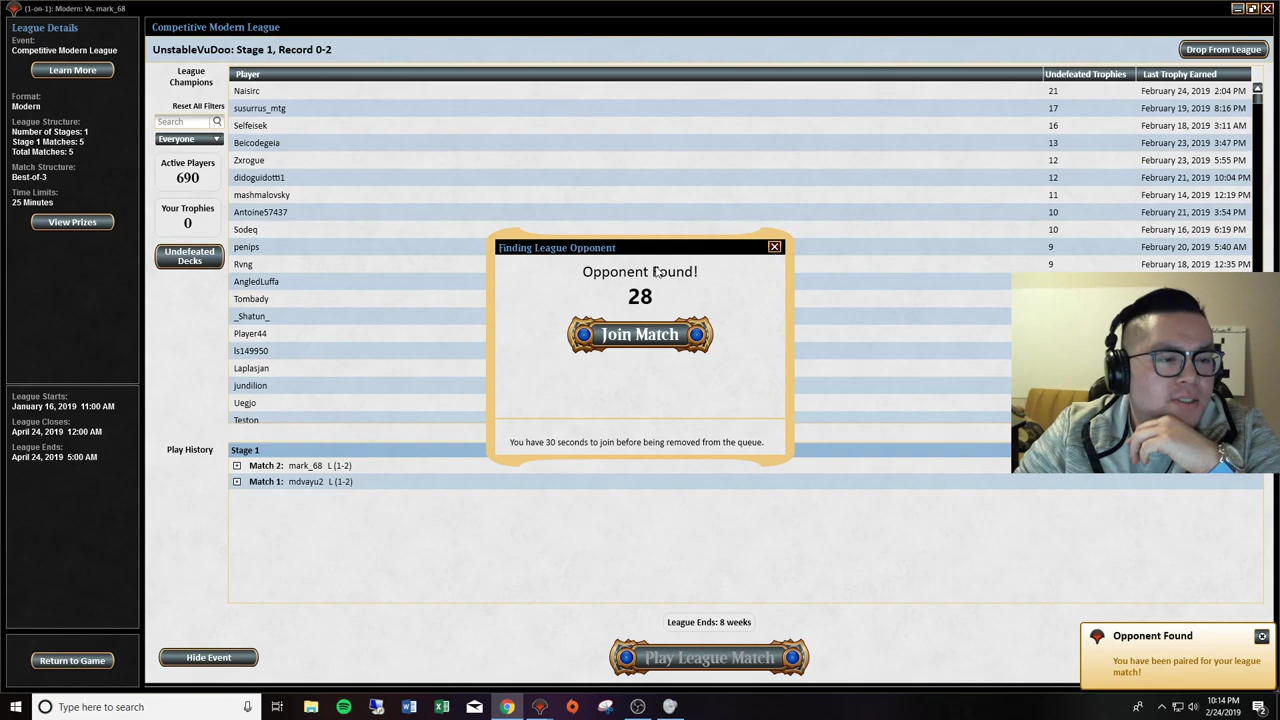 (1-on-1): Modern: Vs. mark_68
League Details
Event:
Competitive Modern League
Learn More
Format:
Modern
League Structure:
Number of Stages: 1
Stage 1 Matches: 5
Total Matches: 5
Match Structure:
Best-of-3
Time Limits:
25 Minutes
View Prizes
League Starts:
January 16, 2019 11:00 AM
League Closes:
April 24, 2019 12:00 AM
League Ends:
April 24, 2019 5:00 AM
Return to Game
Competitive Modern League
UnstableVuDoo: Stage 1, Record 0-2
Drop From League
League
Champions
Reset All Filters
Search
Everyone
Active Players
690
Your Trophies
0
Undefeated
Decks
Player Undefeated Trophies Last Trophy Earned
Naisirc 21 February 24, 2019 2:04 PM
susurrus_mtg 17 February 19, 2019 8:16 PM
Selfeisek 16 February 18, 2019 3:11 AM
Beicodegeia 13 February 23, 2019 3:47 PM
Zxrogue 12 February 23, 2019 5:55 PM
didoguidotti1 12 February 21, 2019 10:04 PM
mashmalovsky 11 February 14, 2019 12:19 PM
Antoine57437 10 February 21, 2019 3:54 PM
Sodeq 10 February 16, 2019 6:19 PM
penips 9 February 20, 2019 5:40 AM
Rvng 9 February 18, 2019 12:35 PM
AngledLuffa
Tombady
_Shatun_
Player44
ls149950
Laplasjan
jundilion
Uegjo
Teston
Finding League Opponent
Opponent Found!
28
Join Match
You have 30 seconds to join before being removed from the queue.
Play History
Stage 1
Match 2: mark_68 L (1-2)
Match 1: mdvayu2 L (1-2)
League Ends: 8 weeks
Hide Event
Play League Match
Opponent Found
You have been paired for your league
match!
Type here to search
10:14 PM
2/24/2019
2